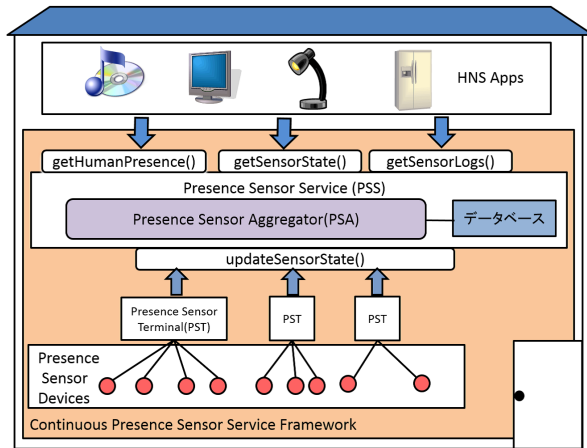 HNS Apps
getHumanPresence()
getSensorState()
getSensorLogs()
Presence Sensor Service (PSS)
Presence Sensor Aggregator(PSA)
データベース
updateSensorState()
Presence Sensor
Terminal(PST)
PST
PST
Presence
Sensor
Devices
Continuous Presence Sensor Service Framework